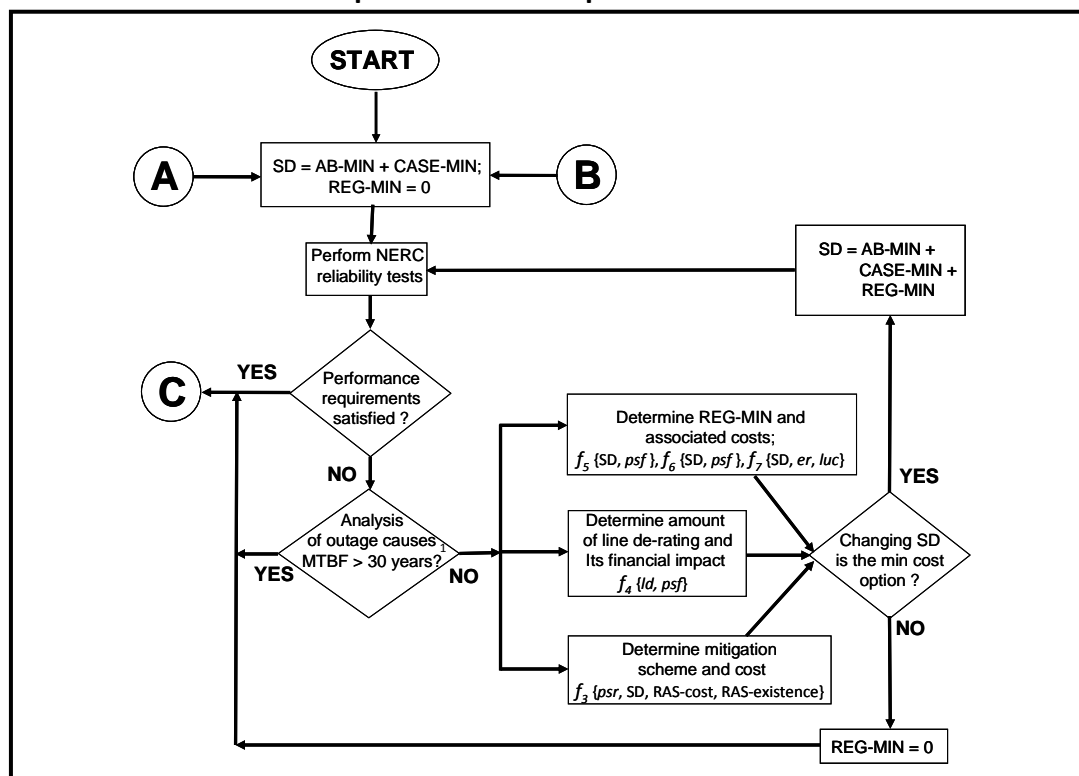 START
A
SD = AB-MIN + CASE-MIN;
REG-MIN = 0
B
Perform NERC
reliability tests
SD = AB-MIN +
CASE-MIN +
REG-MIN
C
YES
Performance
requirements
satisfied ?
NO
Determine REG-MIN and
associated costs;
f5 {SD, psf}, f6 {SD, psf}, f7 {SD, er, luc}
YES
Analysis
of outage causes
MTBF > 30 years?1
YES
NO
Determine amount
of line de-rating and
Its financial impact
f4 {ld, psf}
Changing SD
is the min cost
option ?
NO
Determine mitigation
scheme and cost
f3 {psr, SD, RAS-cost, RAS-existence}
REG-MIN = 0